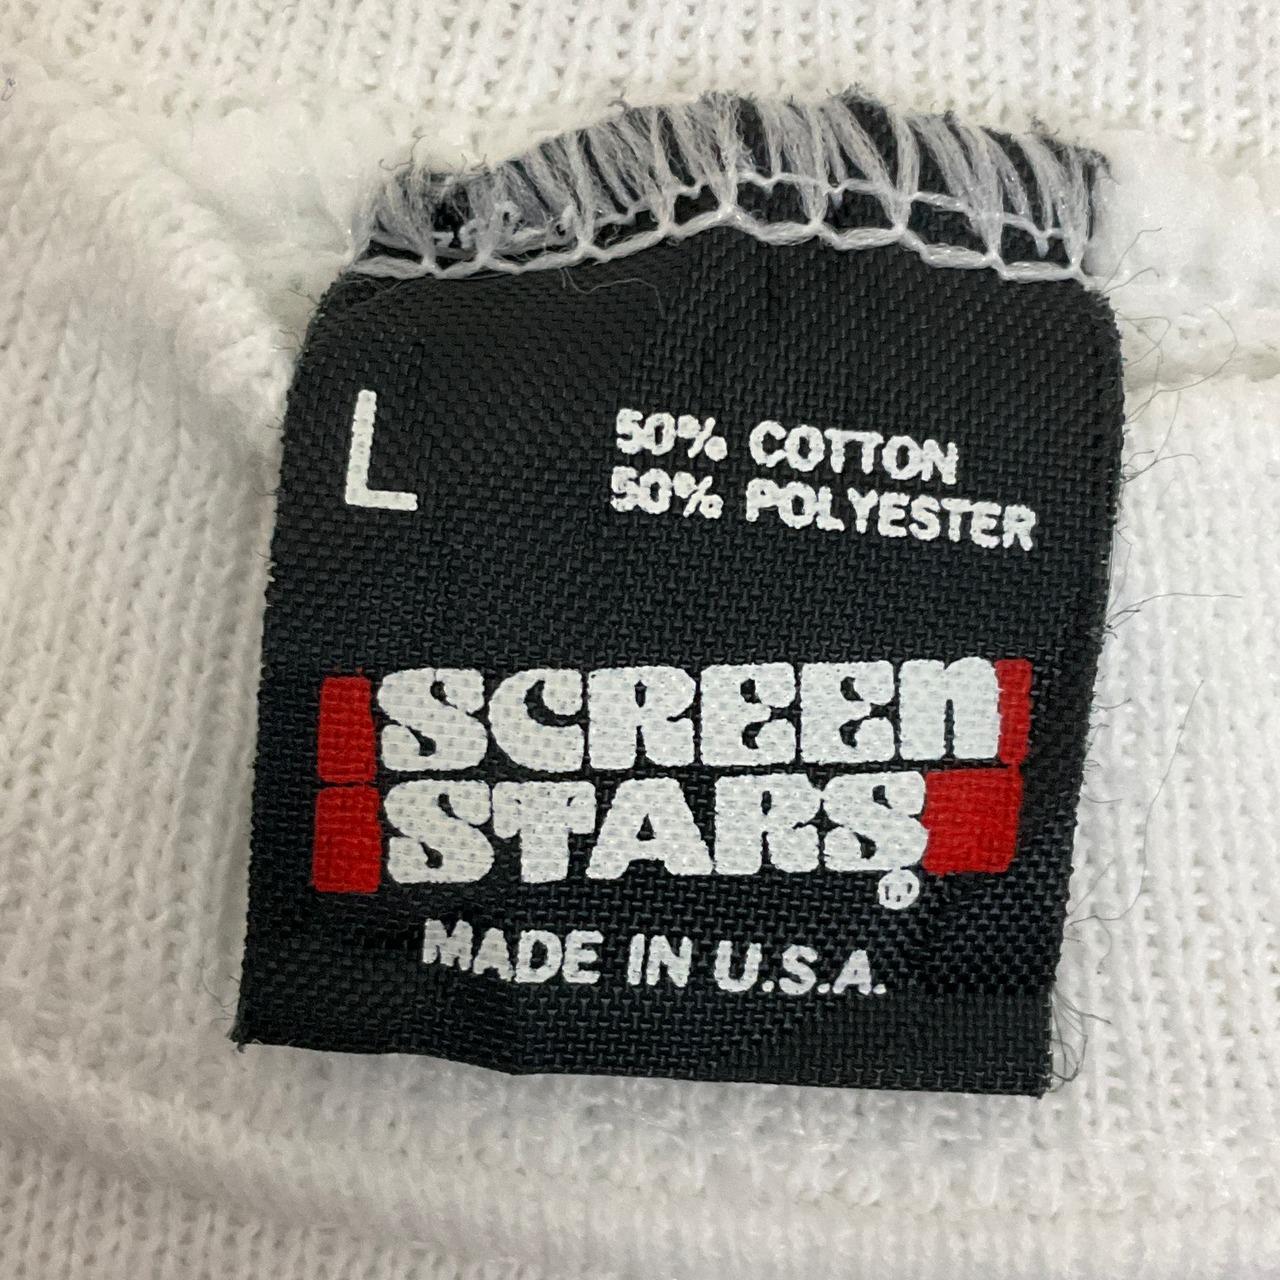 L
50% COTTON
50% POLYESTER
SCREEN
STARS®
MADE IN U.S.A.